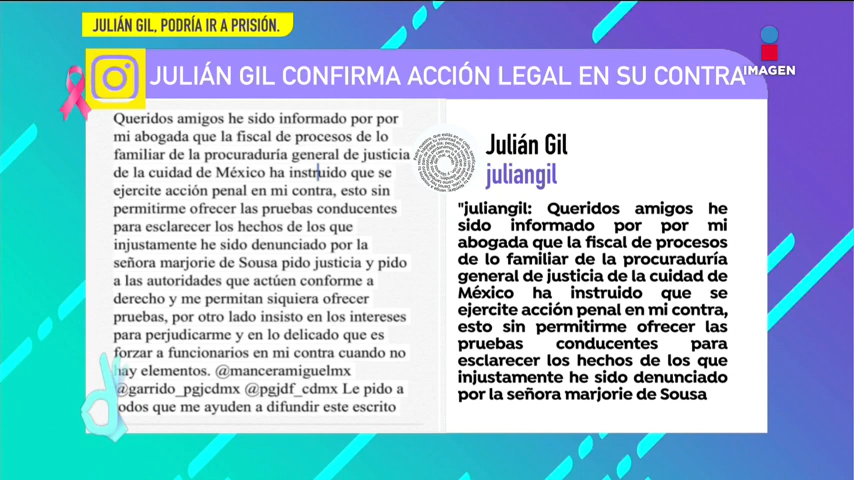 JULIÁN GIL, PODRÍA IR A PRISIÓN.
IMAGEN
JULIÁN GIL CONFIRMA ACCIÓN LEGAL EN SU CONTRA
Queridos amigos he sido informado por por
mi abogada que la fiscal de procesos de lo
familiar de la procuraduría general de justicia
de la cuidad de México ha instruido que se
ejercite acción penal en mi contra, esto sin
permitirme ofrecer las pruebas conducentes
para esclarecer los hechos de los que
injustamente he sido denunciado por la
señora marjorie de Sousa pido justicia y pido
a las autoridades que actúen conforme a
derecho y me permitan siquiera ofrecer
pruebas, por otro lado insisto en los intereses
para perjudicarme y en lo delicado que es
forzar a funcionarios en mi contra cuando no
hay elementos. @manceramiguelmx
@garrido_pgjcdmx @pgjdf_cdmx Le pido a
todos que me ayuden a difundir este escrito
Julián Gil
juliangil
"juliangil: Queridos amigos he
sido informado por por mi
abogada que la fiscal de procesos
de lo familiar de la procuraduría
general de justicia de la cuidad de
México ha instruido que se
ejercite acción penal en mi contra,
esto sin permitirme ofrecer las
pruebas conducentes para
esclarecer los hechos de los que
injustamente he sido denunciado
por la señora marjorie de Sousa